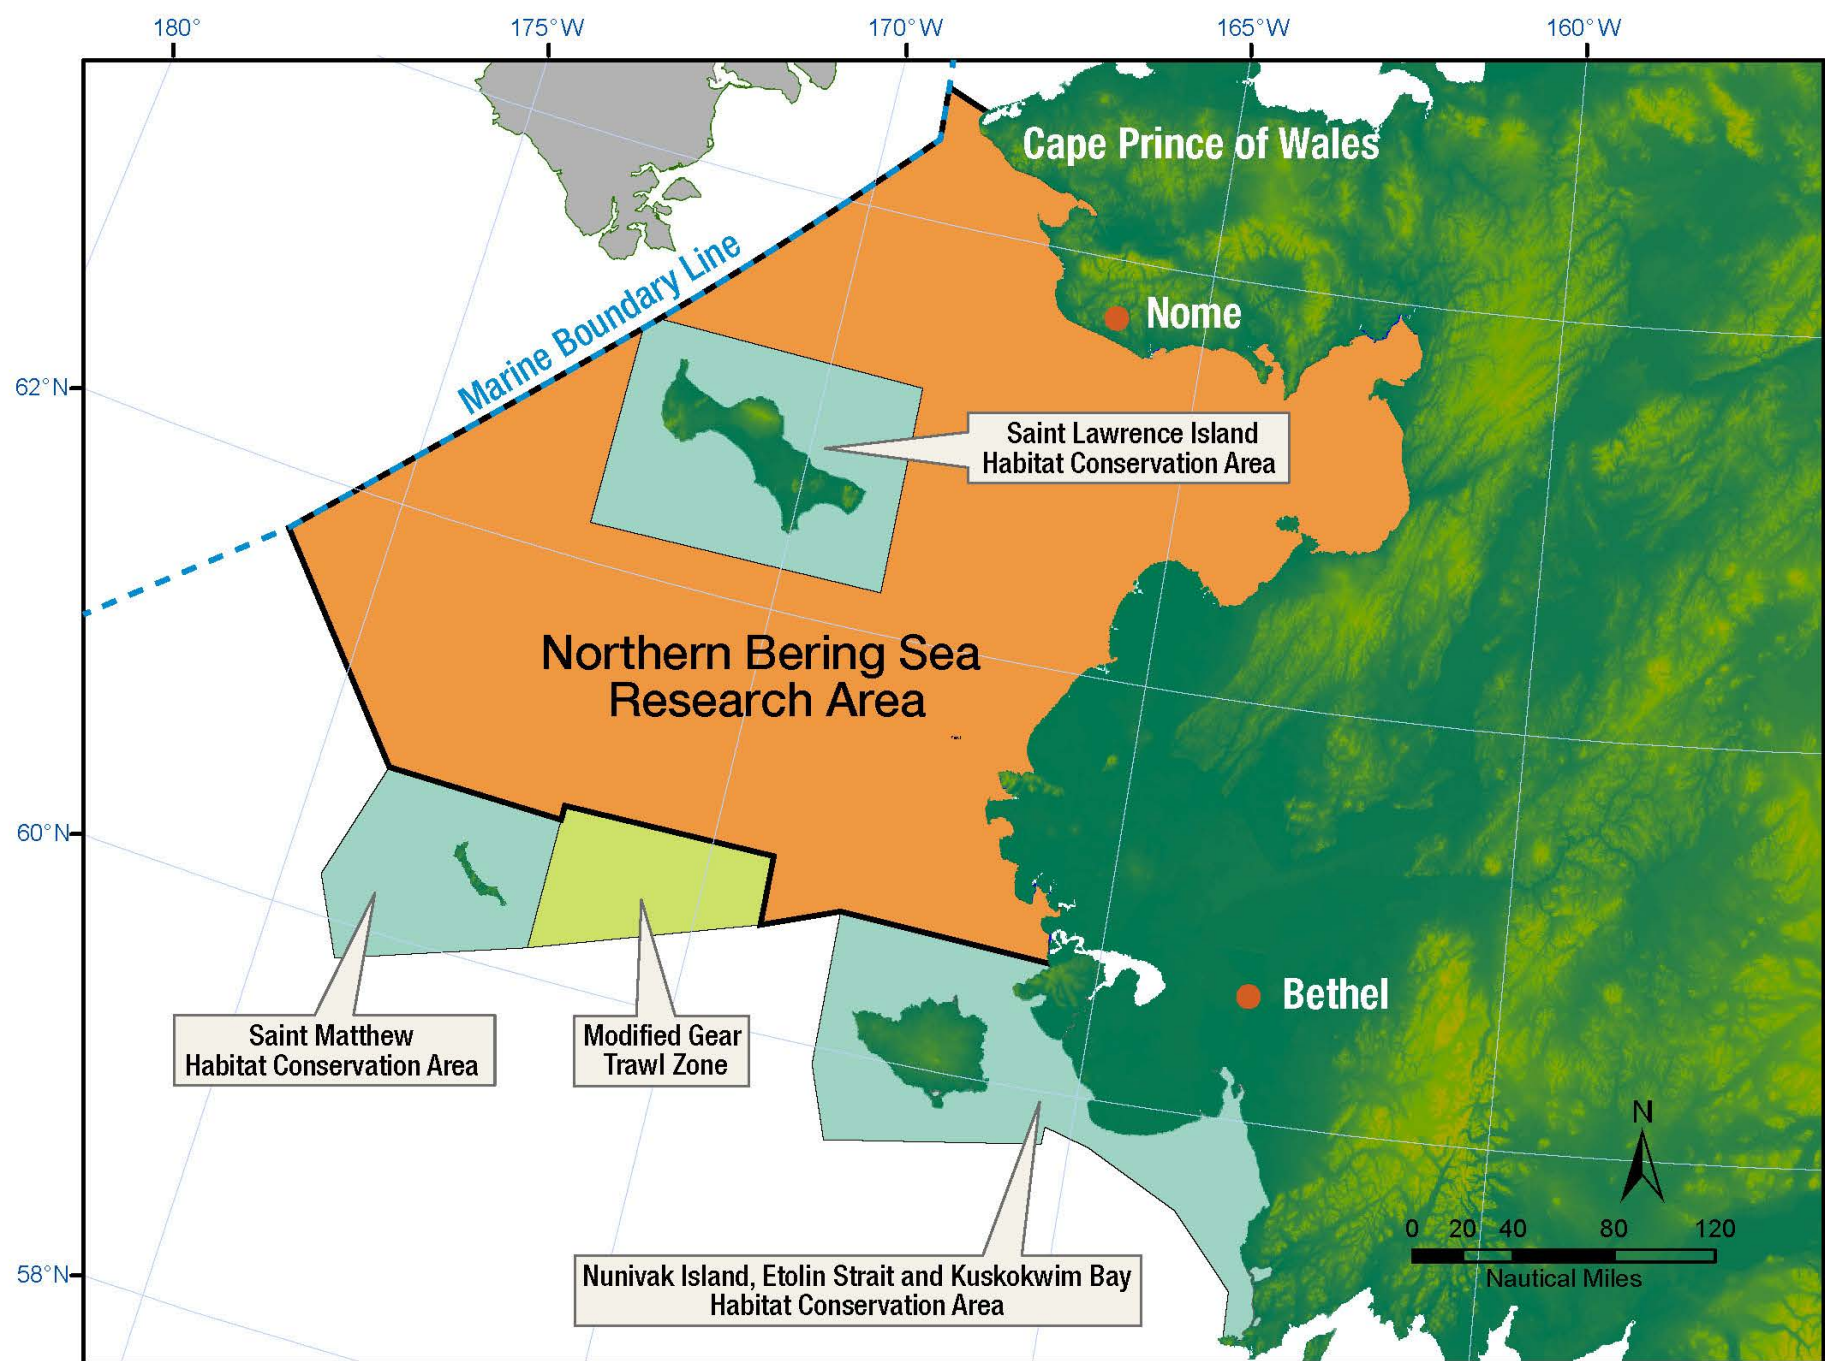 180° 175°W 170°W 165°W 160°W
Cape Prince of Wales
Marine Boundary Line
Nome
62°N
Saint Lawrence Island
Habitat Conservation Area
Northern Bering Sea
Research Area
60°N
Bethel
Saint Matthew
Habitat Conservation Area
Modified Gear
Trawl Zone
N
0 20 40 80 120
Nautical Miles
58°N
Nunivak Island, Etolin Strait and Kuskokwim Bay
Habitat Conservation Area